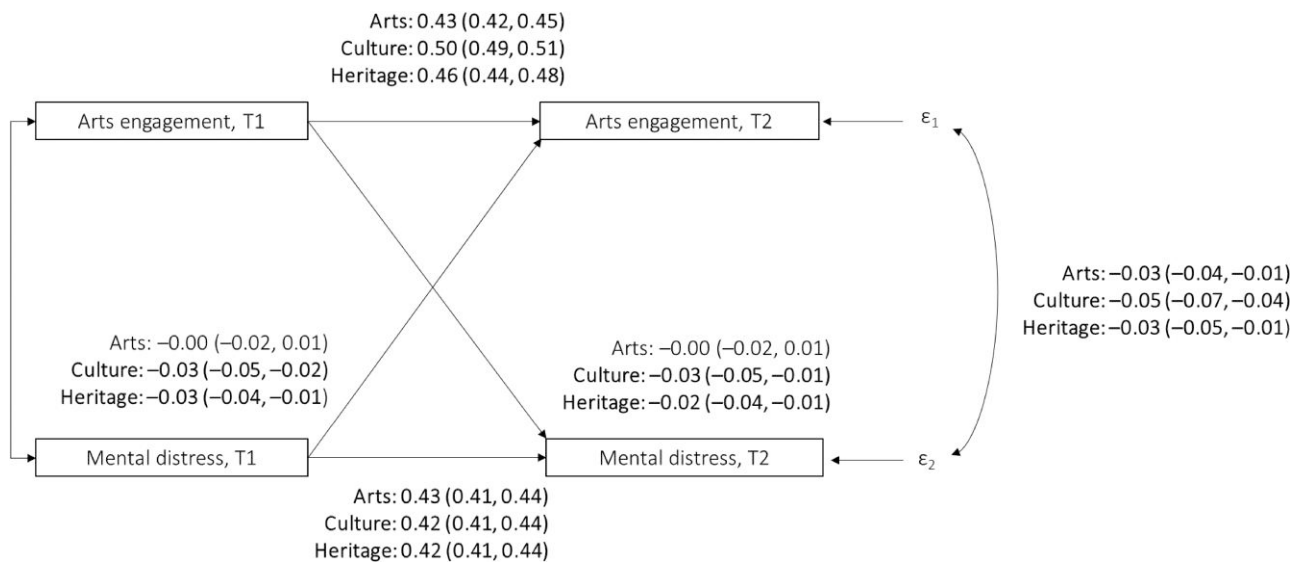 Arts: 0.43 (0.42, 0.45)
Culture: 0.50 (0.49, 0.51)
Heritage: 0.46 (0.44, 0.48)
Arts engagement, T1
Arts engagement, T2
ε1
Arts: –0.03 (–0.04, –0.01)
Culture: –0.05 (–0.07, –0.04)
Heritage: –0.03 (–0.05, –0.01)
Arts: –0.00 (–0.02, 0.01)
Culture: –0.03 (–0.05, –0.02)
Heritage: –0.03 (–0.04, –0.01)
Arts: –0.00 (–0.02, 0.01)
Culture: –0.03 (–0.05, –0.01)
Heritage: –0.02 (–0.04, –0.01)
Mental distress, T1
Mental distress, T2
ε2
Arts: 0.43 (0.41, 0.44)
Culture: 0.42 (0.41, 0.44)
Heritage: 0.42 (0.41, 0.44)